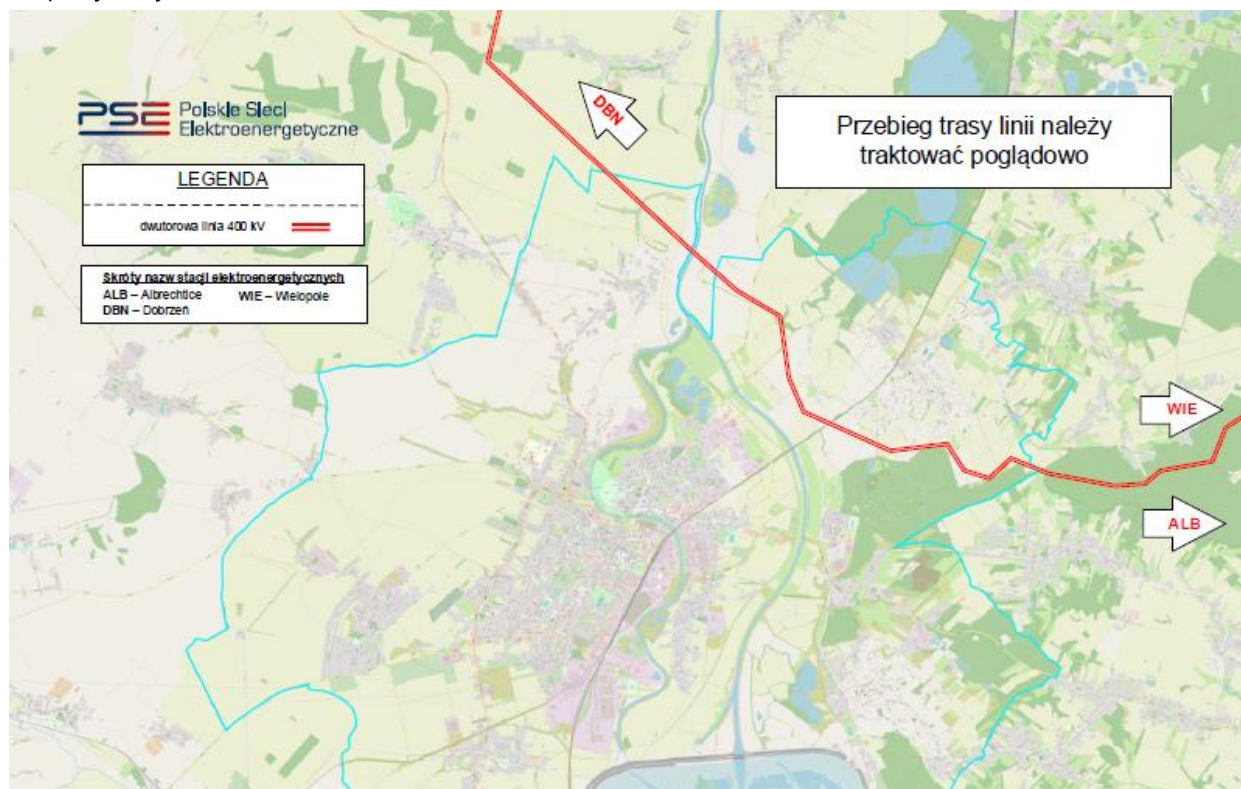 PSE Polskie Sieci
Elektroenergetyczne
LEGENDA
dwutorowa linia 400 kV
Skróty nazw stacji elektroenergetycznych
ALB – Albrechtice WIE – Wielopole
DBN – Dobrzeń
DBN
Przebieg trasy linii należy
traktować poglądowo
WIE
ALB